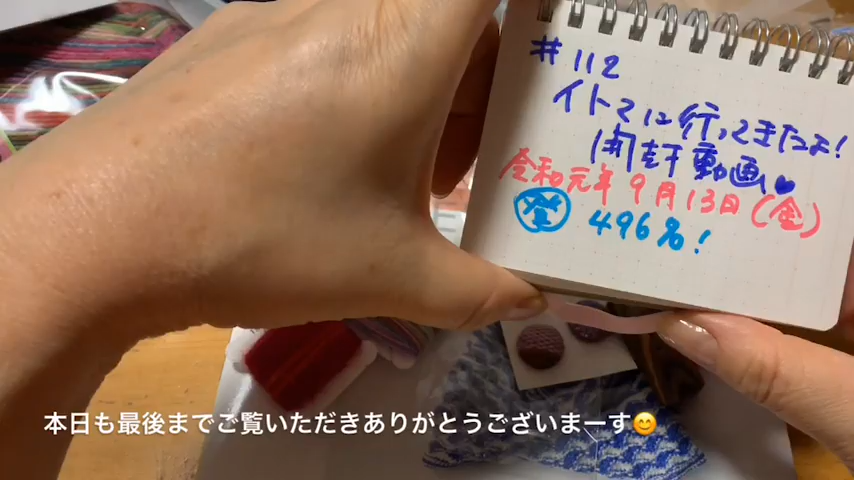 #112
イトマに行ってきたよ!
開封動画♥
令和元年9月13日(金)
登 496名!
本日も最後までご覧いただきありがとうございまーす😊